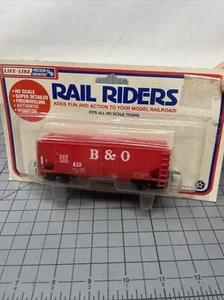 LIFE-LIKE
RAIL RIDERS
ADDS FUN AND ACTION TO YOUR MODEL RAILROAD!
FITS ALL HO SCALE TRAINS
• HO SCALE
• SUPER DETAILED
• FREEWHEELING
• AUTHENTIC
B & O